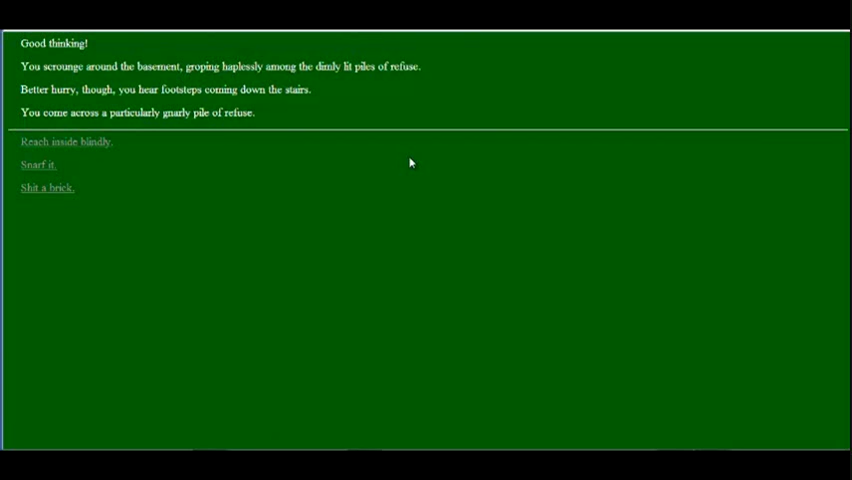 Good thinking!
You scrounge around the basement, groping haplessly among the dimly lit piles of refuse.
Better hurry, though, you hear footsteps coming down the stairs.
You come across a particularly gnarly pile of refuse.
Reach inside blindly.
Snarf it.
Shit a brick.